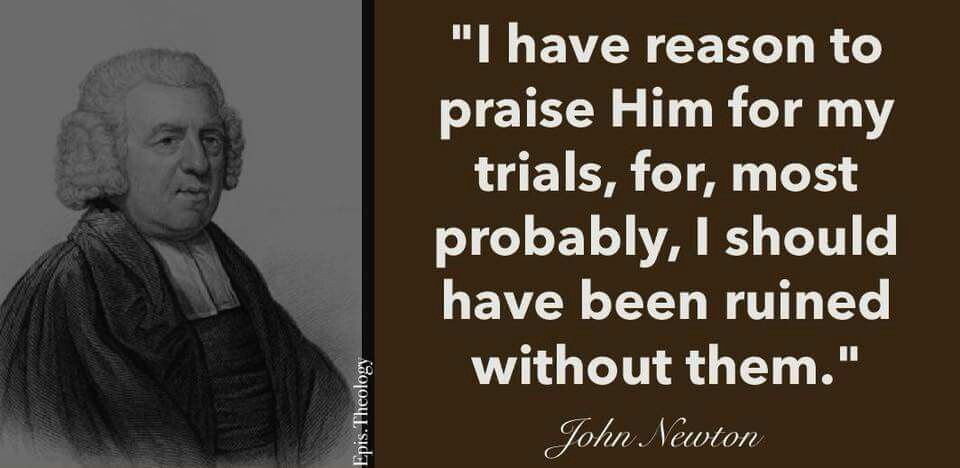 "I have reason to
praise Him for my
trials, for, most
probably, I should
have been ruined
without them."
John Newton
Epis.Theology